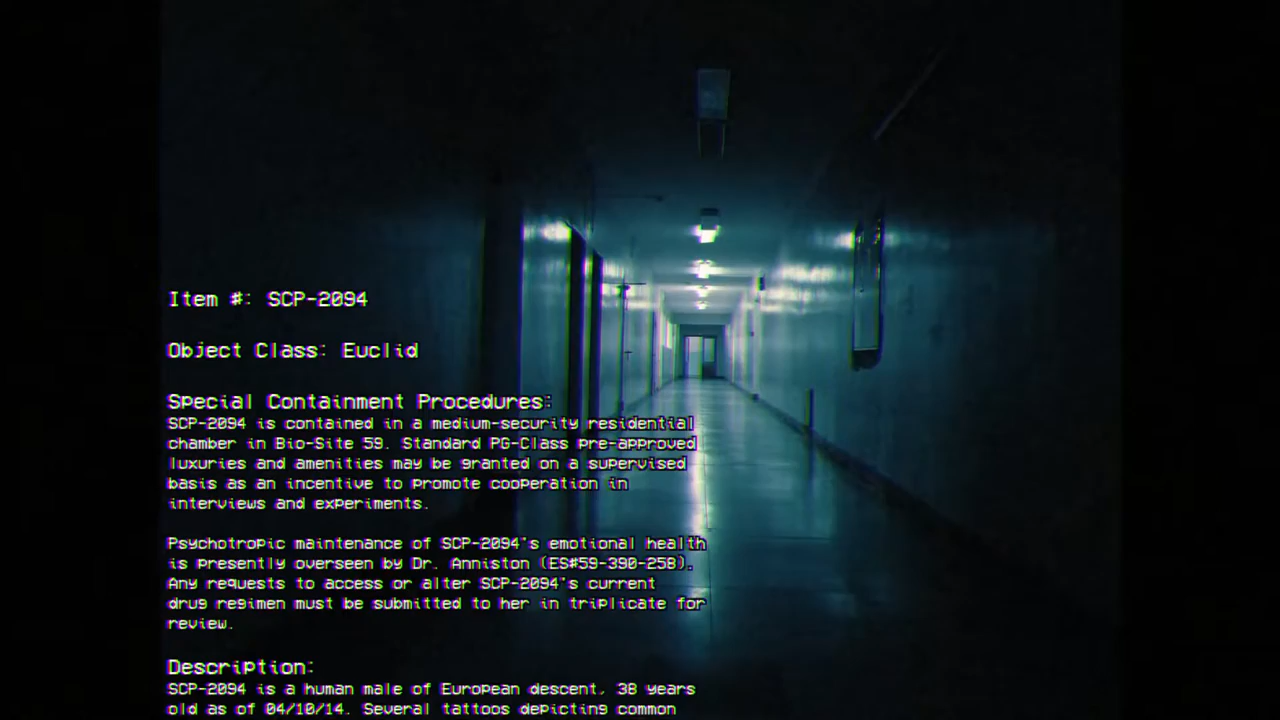 Item #: SCP-2094
Object Class: Euclid
Special Containment Procedures:
SCP-2094 is contained in a medium-security residential
chamber in Bio-Site 59. Standard PG-Class pre-approved
luxuries and amenities may be granted on a supervised
basis as an incentive to promote cooperation in
interviews and experiments.
Psychotropic maintenance of SCP-2094's emotional health
is presently overseen by Dr. Anniston (ES#59-390-258).
Any requests to access or alter SCP-2094's current
drug regimen must be submitted to her in triplicate for
review.
Description:
SCP-2094 is a human male of European descent, 38 years
old as of 04/10/14. Several tattoos depicting common